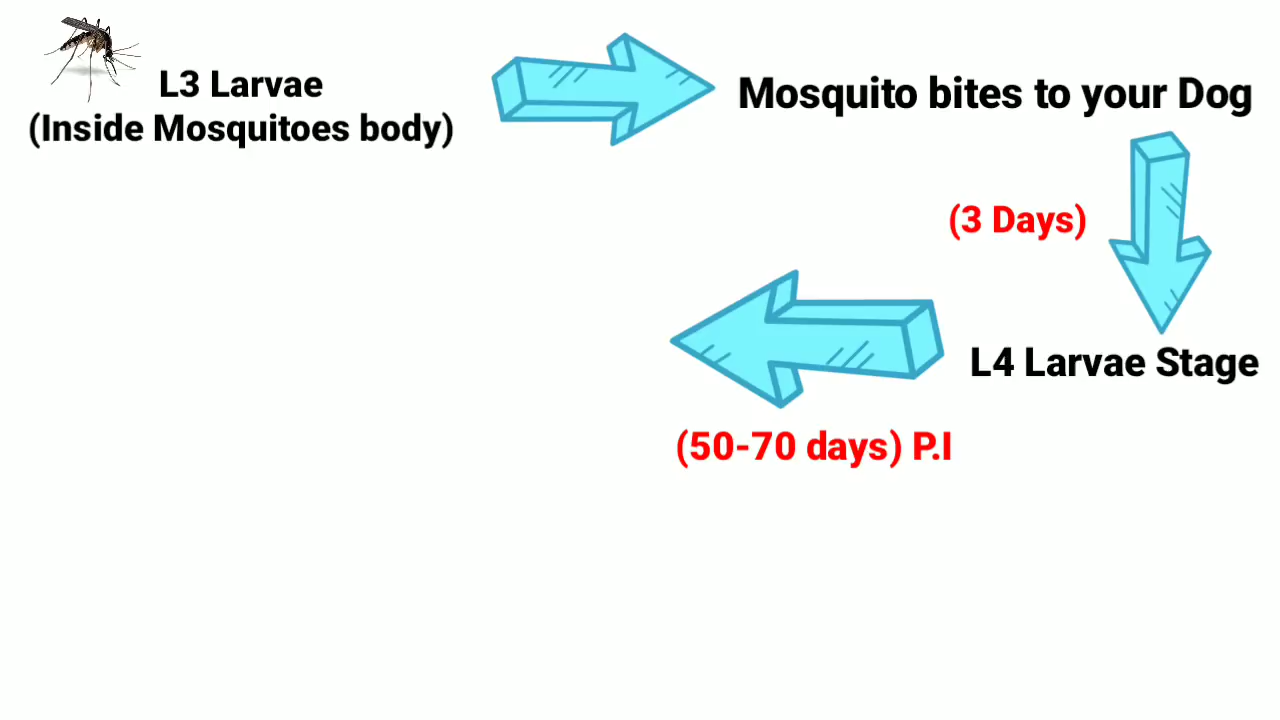 L3 Larvae
(Inside Mosquitoes body)
Mosquito bites to your Dog
(3 Days)
L4 Larvae Stage
(50-70 days) P.I